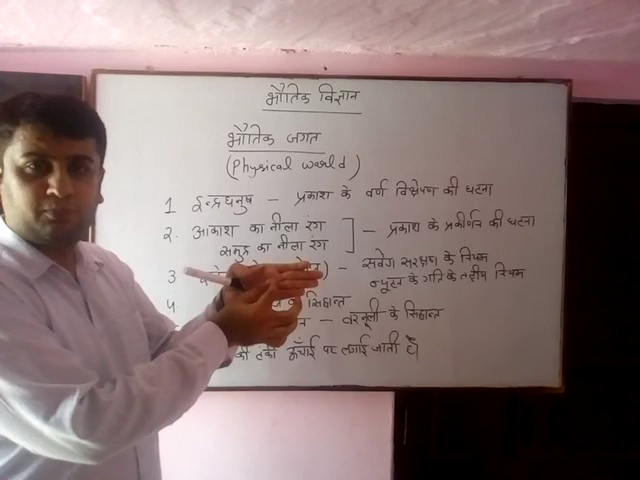 भौतिक विज्ञान
भौतिक जगत
(Physical world)
1 इन्द्रधनुष - प्रकाश के वर्ण विक्षेपण की घटना
2. आकाश का नीला रंग
समुद्र का नीला रंग ] - प्रकाश के प्रकीर्णन की घटना
3 - संवेग संरक्षण के नियम
न्यूटन के गति के तृतीय नियम
4 सिद्धान्त
- बरनूली के सिद्धान्त
की टंकी ऊँचाई पर लगाई जाती है।